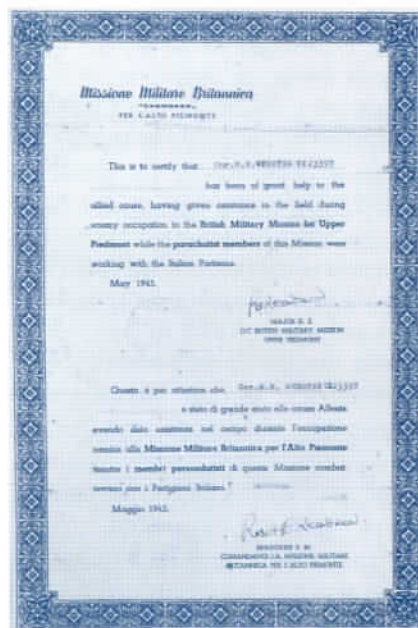 Missione Militare Britannica
PER L'ALTO PIEMONTE
This is to certify that WEBSTER
has been of great help to the
allied cause, having given assistance in the field during
enemy occupation to the British Military Mission for Upper
Piedmont while the parachutist members of this Mission were
working with the Italian Partisans.
May 1945.
MAJOR G. S.
BRITISH MILITARY MISSION
UPPER PIEDMONT
Questo è per attestare che
è stato di grande aiuto alla causa Alleata
avendo dato assistenza nel campo durante l'occupazione
nemica alla Missione Militare Britannica per l'Alto Piemonte
mentre i membri paracadutisti di questa Missione
con i Partigiani Italiani.
Maggio 1945.
MAGGIORE S. M.
MISSIONE MILITARE
BRITANNICA PER L'ALTO PIEMONTE